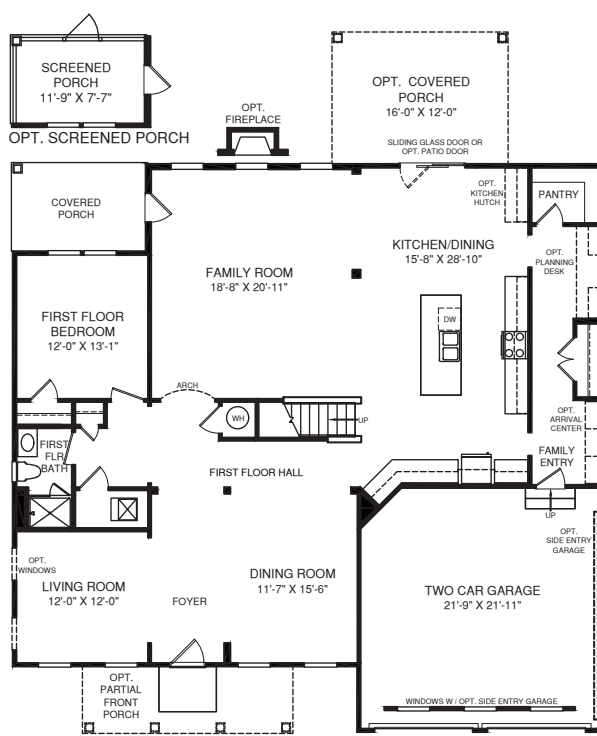 SCREENED
PORCH
11'-9" X 7'-7"
OPT. SCREENED PORCH
OPT.
FIREPLACE
OPT. COVERED
PORCH
16'-0" X 12'-0"
SLIDING GLASS DOOR OR
OPT. PATIO DOOR
COVERED
PORCH
OPT.
KITCHEN
HUTCH
PANTRY
FAMILY ROOM
18'-8" X 20'-11"
KITCHEN/DINING
15'-8" X 28'-10"
OPT.
PLANNING
DESK
FIRST FLOOR
BEDROOM
12'-0" X 13'-1"
DW
ARCH
WH
UP
OPT.
ARRIVAL
CENTER
FIRST
FLR
BATH
FIRST FLOOR HALL
FAMILY
ENTRY
UP
OPT.
SIDE ENTRY
GARAGE
OPT.
WINDOWS
LIVING ROOM
12'-0" X 12'-0"
FOYER
DINING ROOM
11'-7" X 15'-6"
TWO CAR GARAGE
21'-9" X 21'-11"
OPT.
PARTIAL
FRONT
PORCH
WINDOWS W / OPT. SIDE ENTRY GARAGE